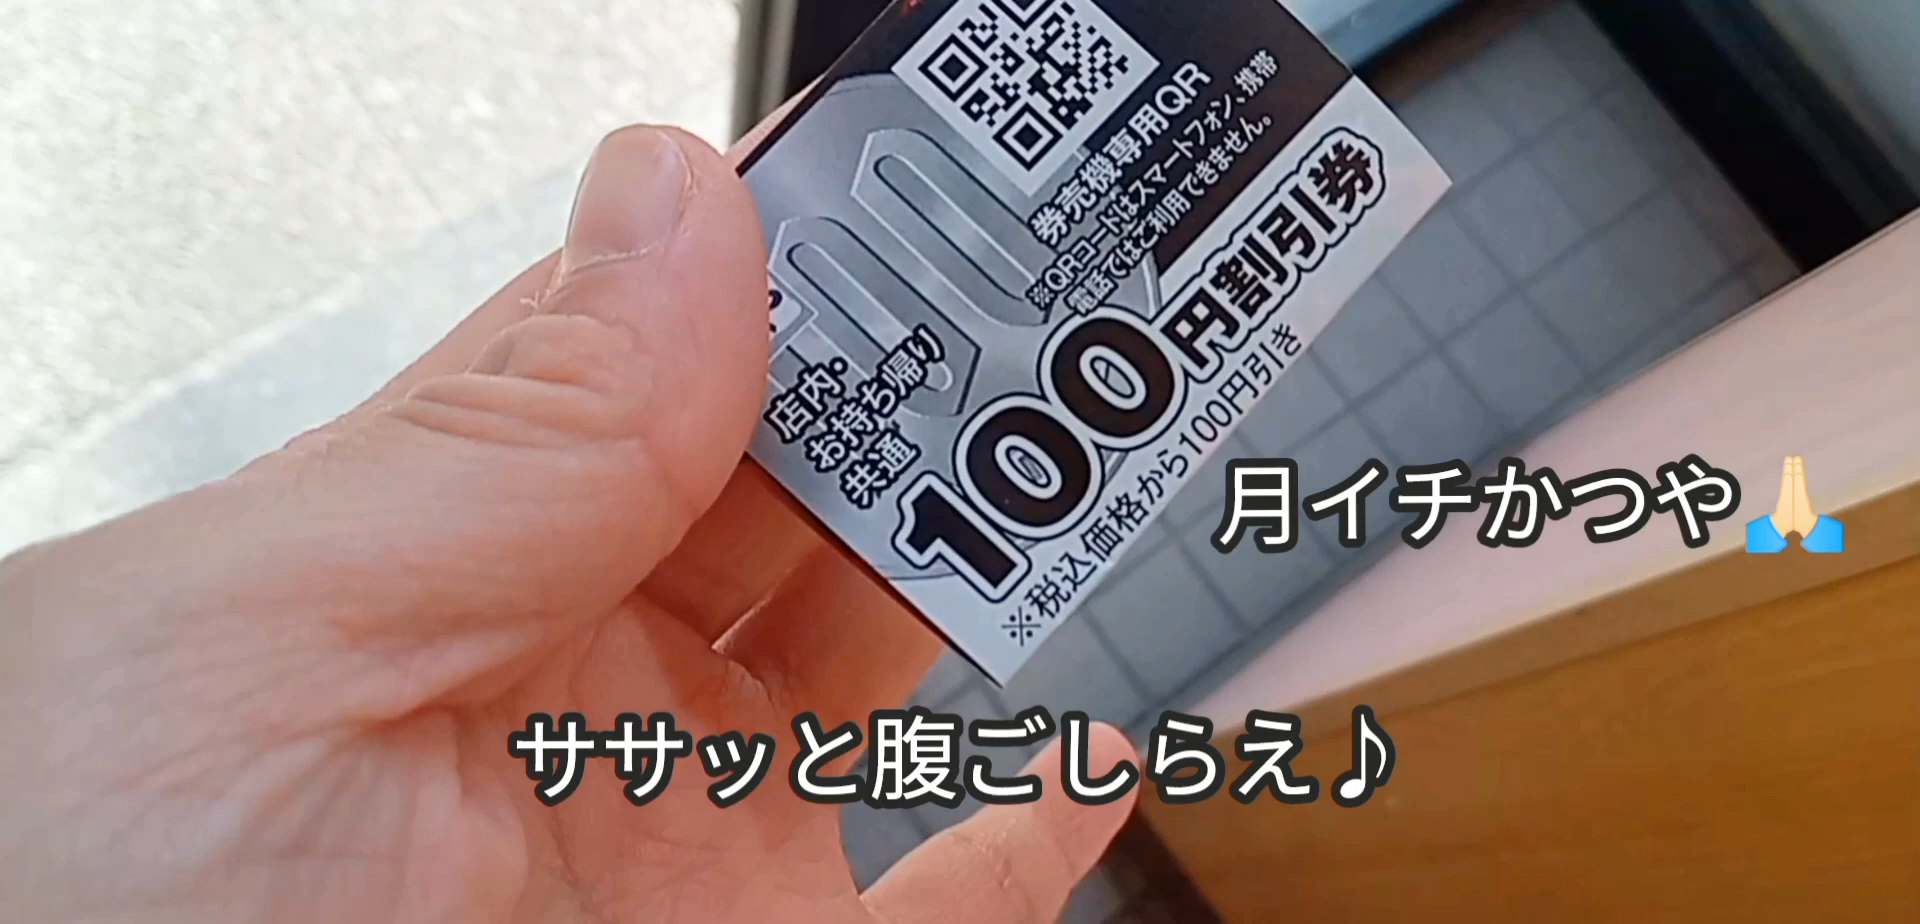 券売機専用QR
※QRコードはスマートフォン、携帯
電話ではご利用できません。
店内・
お持ち帰り
共通
100円割引券
※税込価格から100円引き
月イチかつや🙏
ササッと腹ごしらえ♪